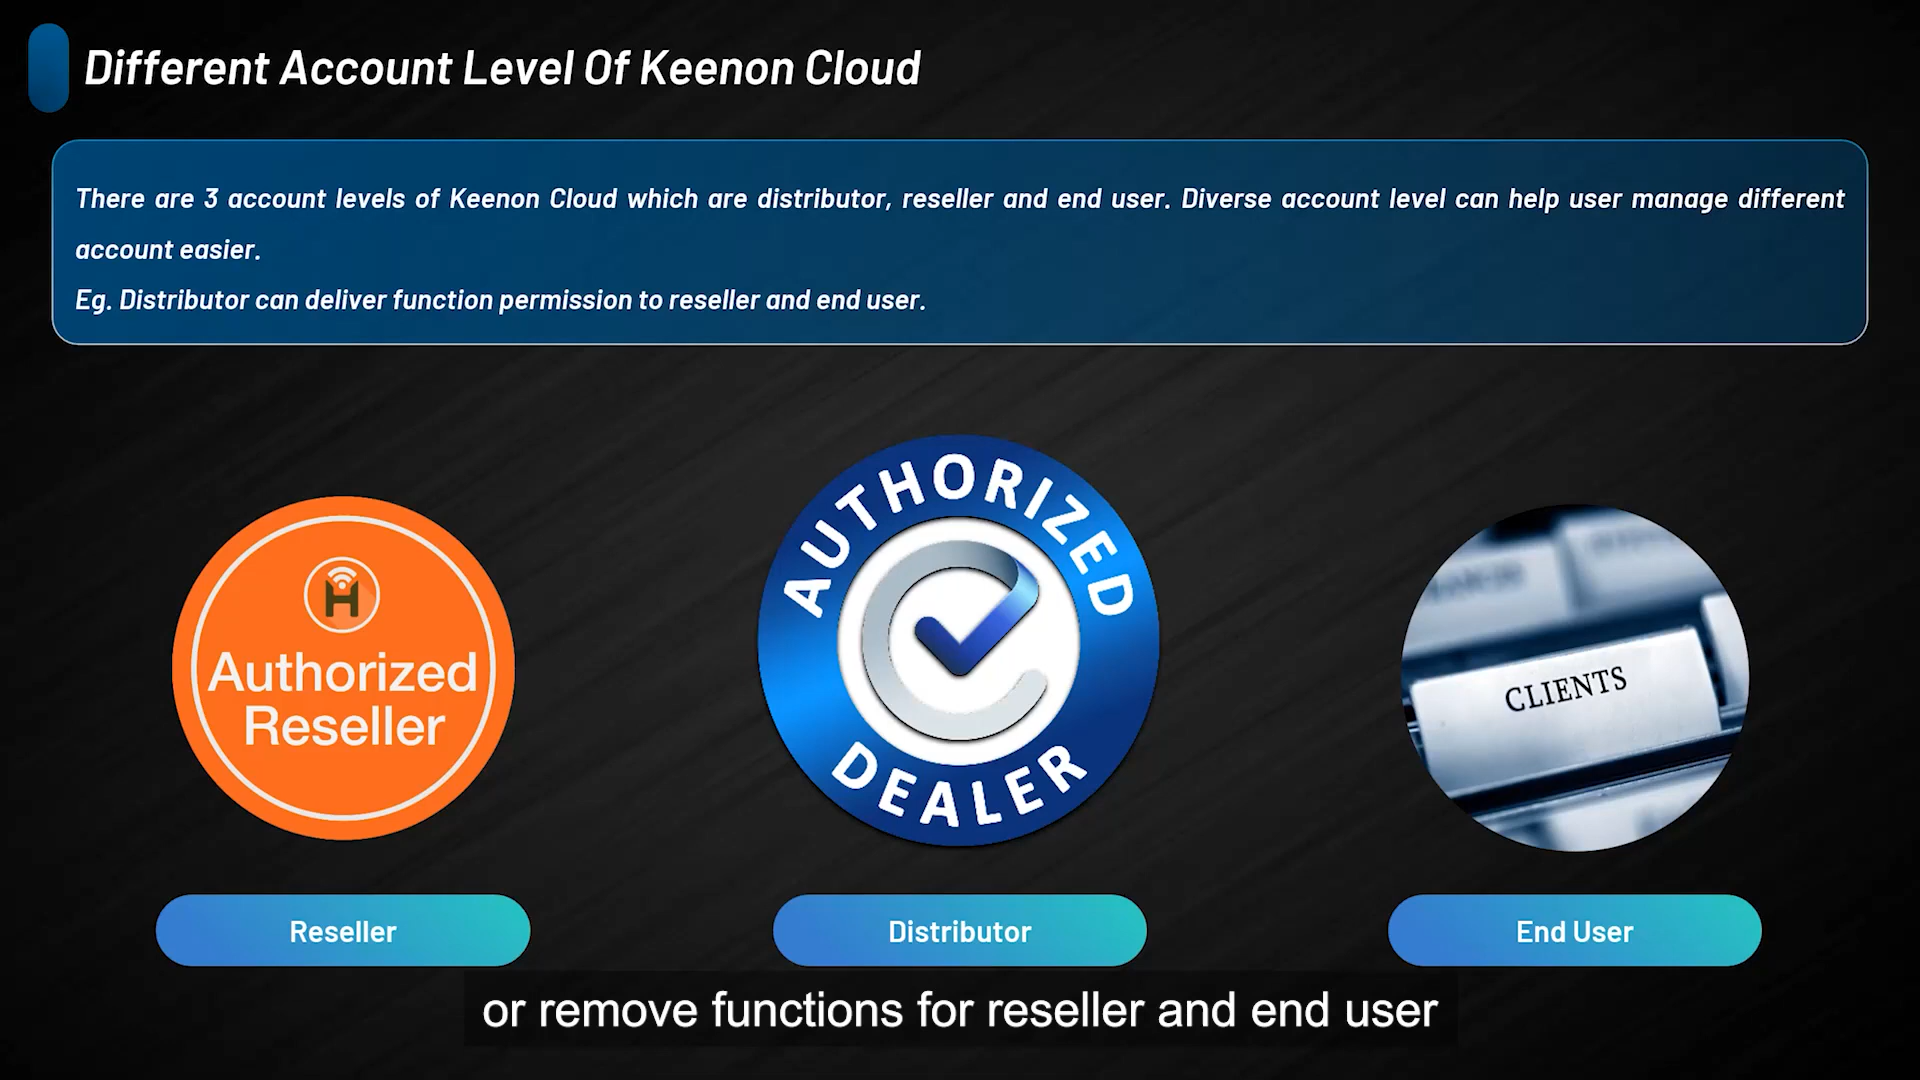 Different Account Level Of Keenon Cloud
There are 3 account levels of Keenon Cloud which are distributor, reseller and end user. Diverse account level can help user manage different
account easier.
Eg. Distributor can deliver function permission to reseller and end user.
H
Authorized
Reseller
AUTHORIZED
DEALER
CLIENTS
Reseller
Distributor
End User
or remove functions for reseller and end user